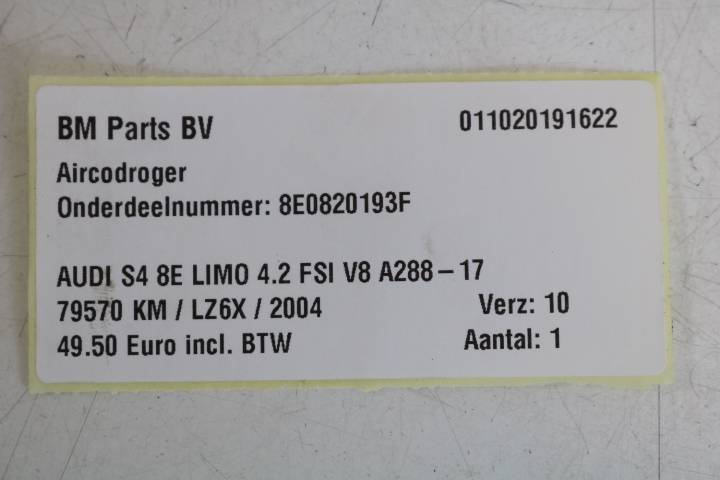 BM Parts BV 011020191622
Aircodroger
Onderdeelnummer: 8E0820193F
AUDI S4 8E LIMO 4.2 FSI V8 A288-17
79570 KM / LZ6X / 2004 Verz: 10
49.50 Euro incl. BTW Aantal: 1